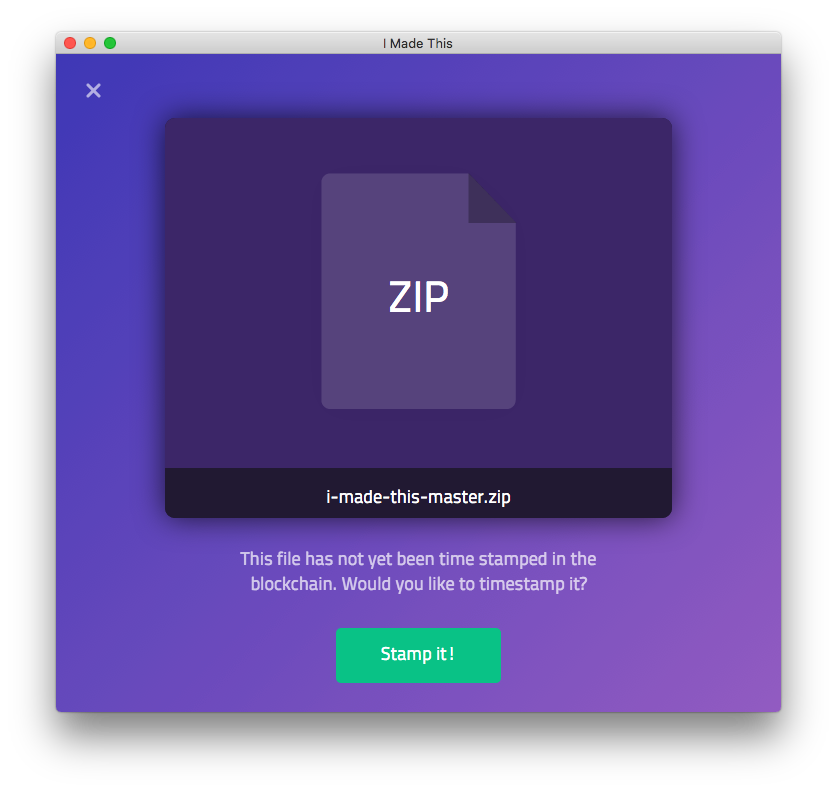 I Made This
ZIP
i-made-this-master.zip
This file has not yet been time stamped in the
blockchain. Would you like to timestamp it?
Stamp it!